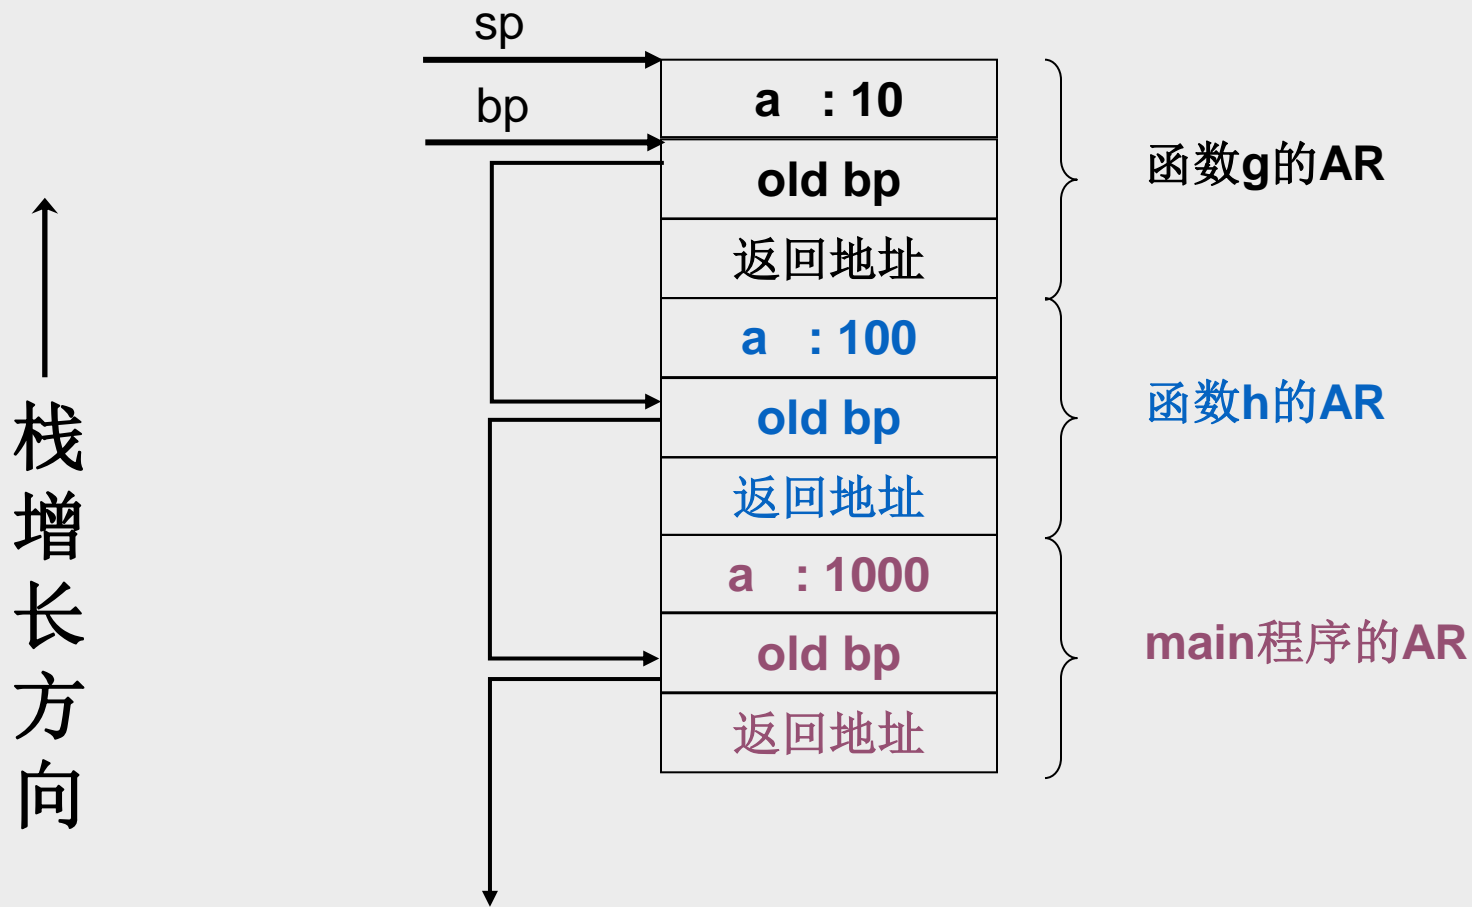 sp
bp
a : 10
old bp
返回地址
函数g的AR
a : 100
old bp
返回地址
函数h的AR
a : 1000
old bp
返回地址
main程序的AR
栈增长方向